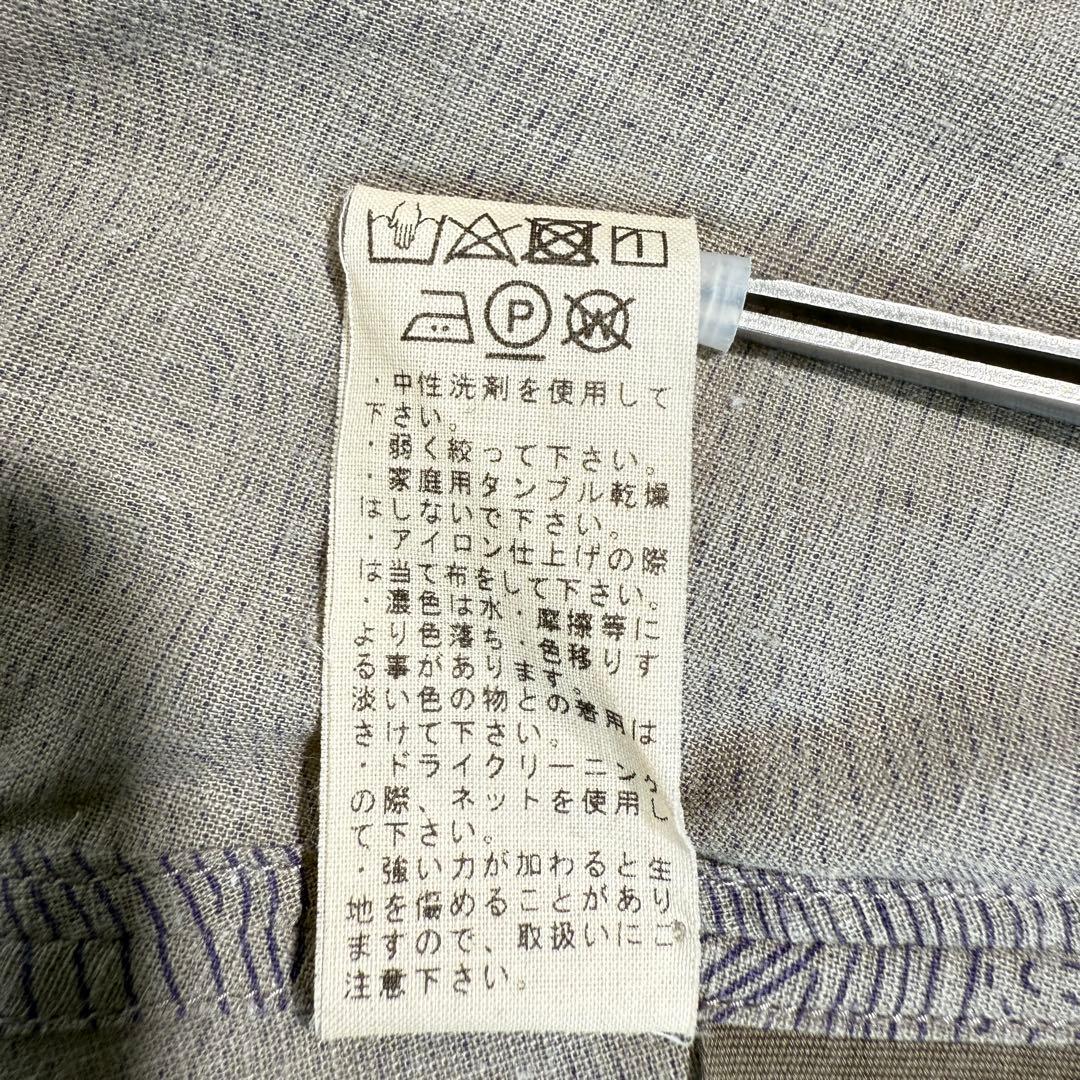 P W
・中性洗剤を使用して
下さい。
・弱く絞って下さい。
・家庭用タンブル乾燥
はしないで下さい。
・アイロン仕上げの際
は当て布をして下さい。
・濃色は水・摩擦等に
より色落ち・色移りす
る事があります。
淡い色の物との着用は
さけて下さい。
・ドライクリーニング
の際、ネットを使用し
て下さい。
・強い力が加わると生
地を傷めることがあり
ますので、取扱いにご
注意下さい。